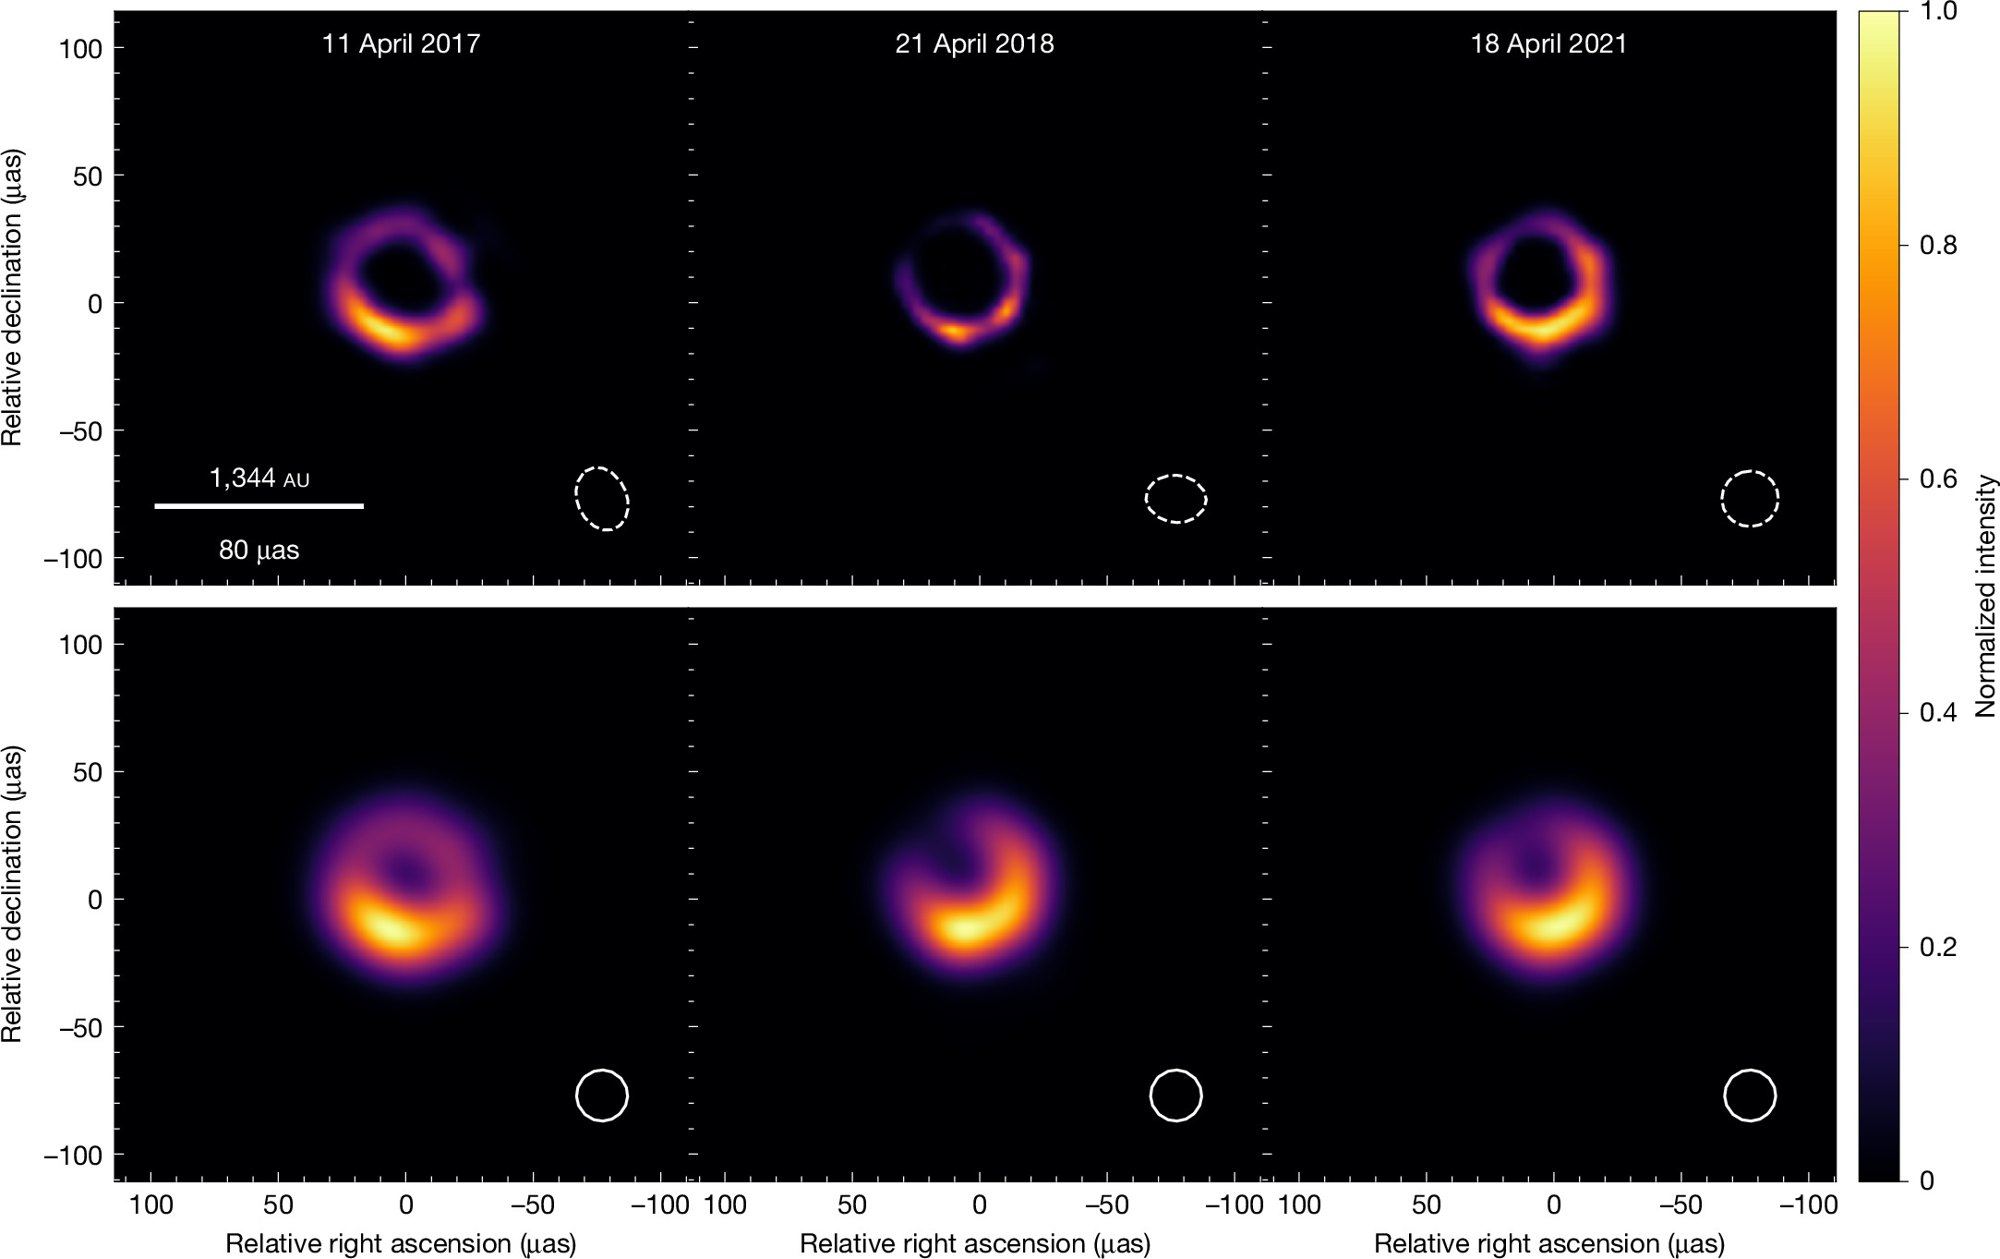 11 April 2017
21 April 2018
18 April 2021
1.0
0.8
0.6
0.4
0.2
0
Normalized intensity
100
50
0
−50
−100
Relative declination (µas)
1,344 AU
80 µas
100
50
0
−50
−100
Relative declination (µas)
100 50 0 −50 −100 100 50 0 −50 −100 100 50 0 −50 −100
Relative right ascension (µas) Relative right ascension (µas) Relative right ascension (µas)